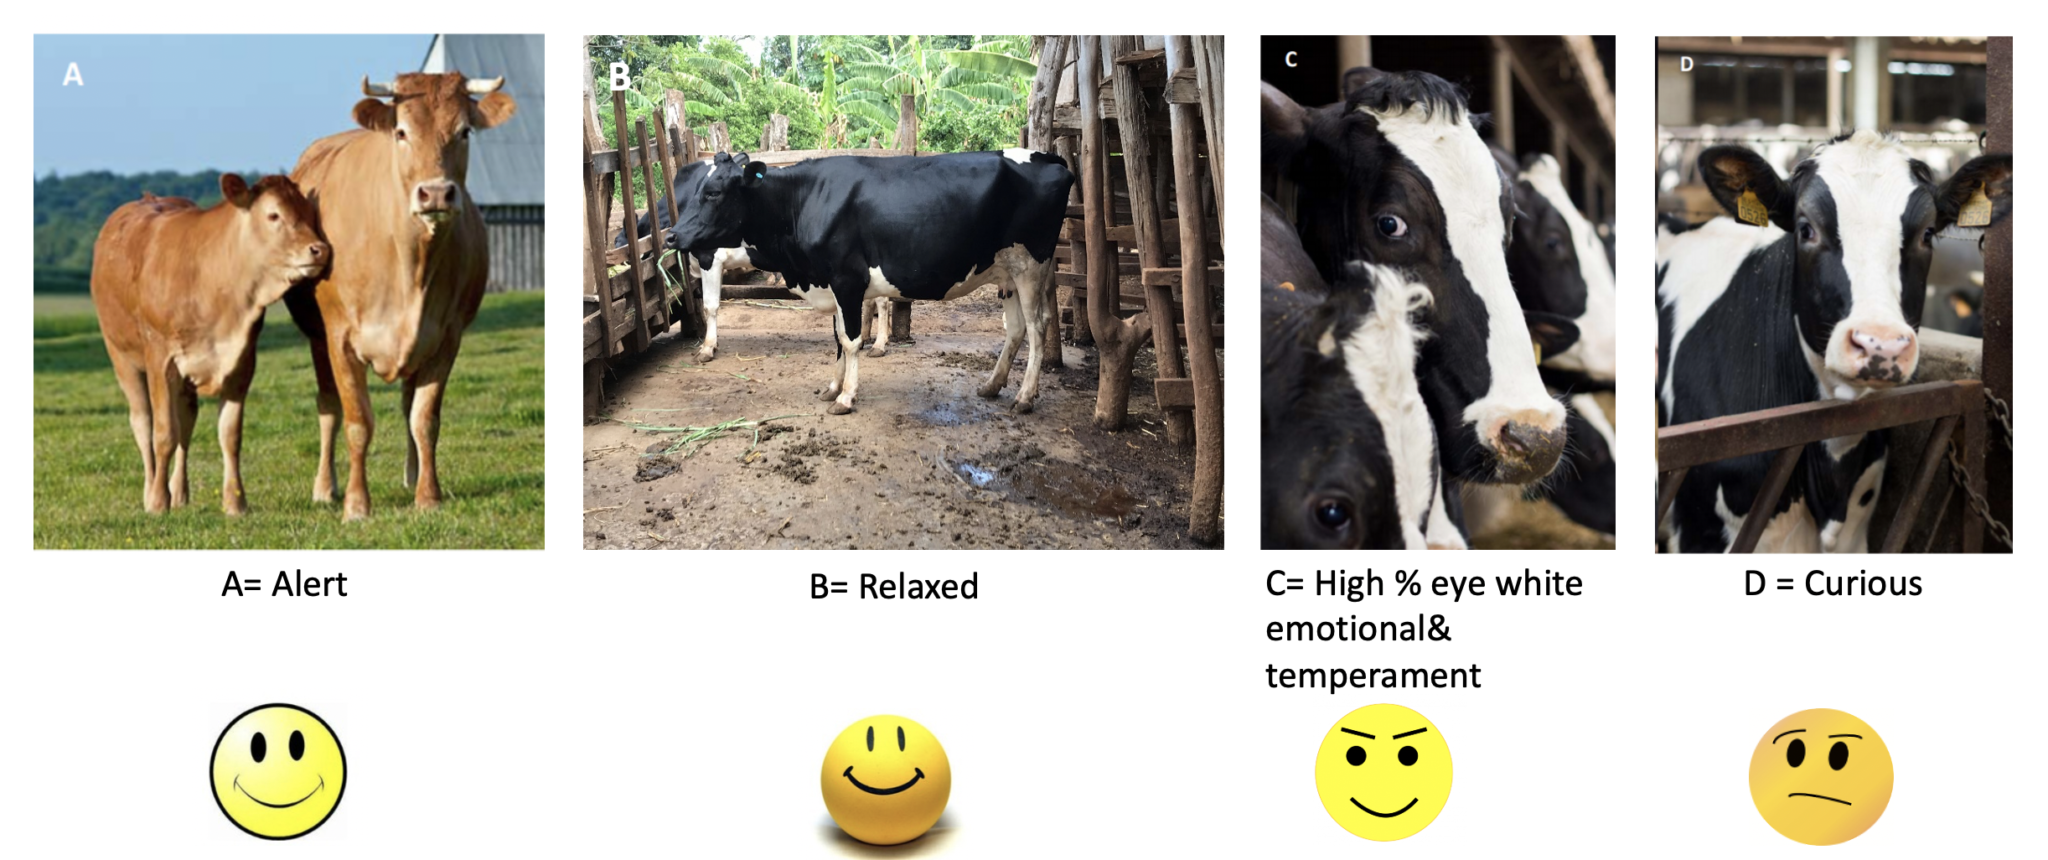 A
B
C
D
A= Alert
B= Relaxed
C= High % eye white
emotional&
temperament
D = Curious